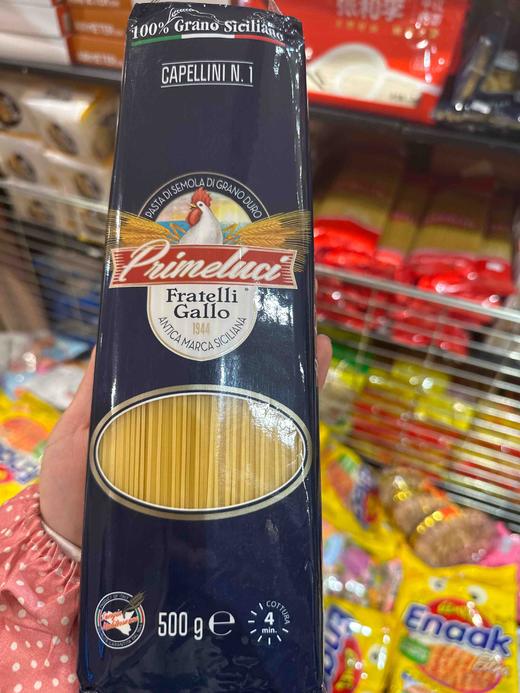 100% Grano Siciliano
CAPELLINI N. 1
PASTA DI SEMOLA DI GRANO DURO
Primeluci
Fratelli
Gallo
1944
ANTICA MARCA SICILIANA
500 g ℮
COTTURA
4
min.
Enaak